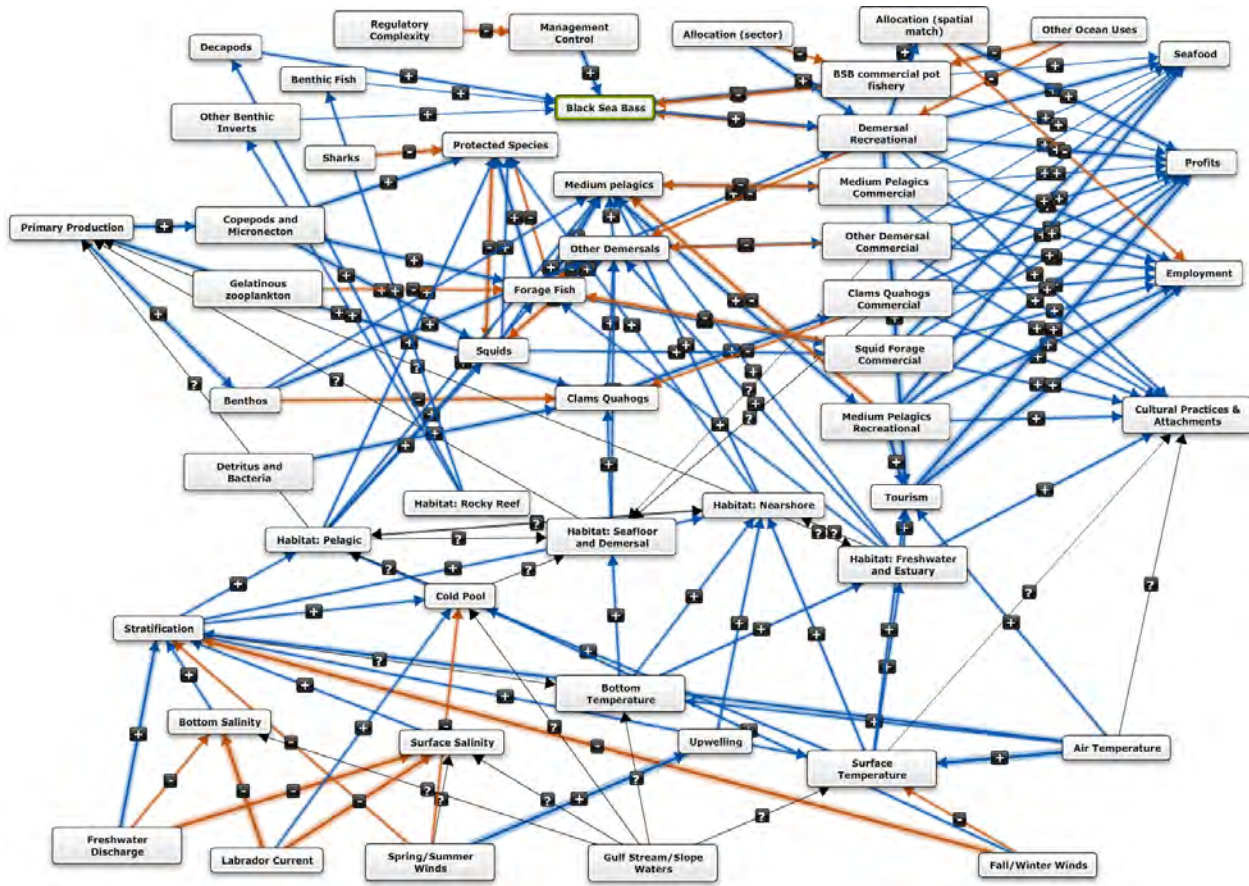 Regulatory
Complexity
Management
Control
Allocation (sector)
Allocation (spatial
match)
Other Ocean Uses
Decapods
Seafood
Benthic Fish
BSB commercial pot
fishery
Black Sea Bass
Other Benthic
Inverts
Demersal
Recreational
Sharks
Protected Species
Profits
Medium pelagics
Medium Pelagics
Commercial
Primary Production
Copepods and
Micronecton
Other Demersals
Other Demersal
Commercial
Employment
Gelatinous
zooplankton
Forage Fish
Clams Quahogs
Commercial
Squids
Squid Forage
Commercial
Benthos
Clams Quahogs
Medium Pelagics
Recreational
Cultural Practices &
Attachments
Detritus and
Bacteria
Habitat: Rocky Reef
Habitat: Nearshore
Tourism
Habitat: Pelagic
Habitat: Seafloor
and Demersal
Habitat: Freshwater
and Estuary
Cold Pool
Stratification
Bottom
Temperature
Bottom Salinity
Surface Salinity
Upwelling
Air Temperature
Surface
Temperature
Freshwater
Discharge
Labrador Current
Spring/Summer
Winds
Gulf Stream/Slope
Waters
Fall/Winter Winds